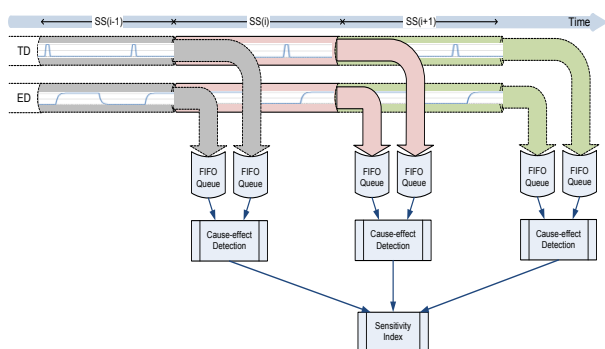 SS(i-1)
SS(i)
SS(i+1)
Time
TD
ED
FIFO
Queue
FIFO
Queue
FIFO
Queue
FIFO
Queue
FIFO
Queue
FIFO
Queue
Cause-effect
Detection
Cause-effect
Detection
Cause-effect
Detection
Sensitivity
Index